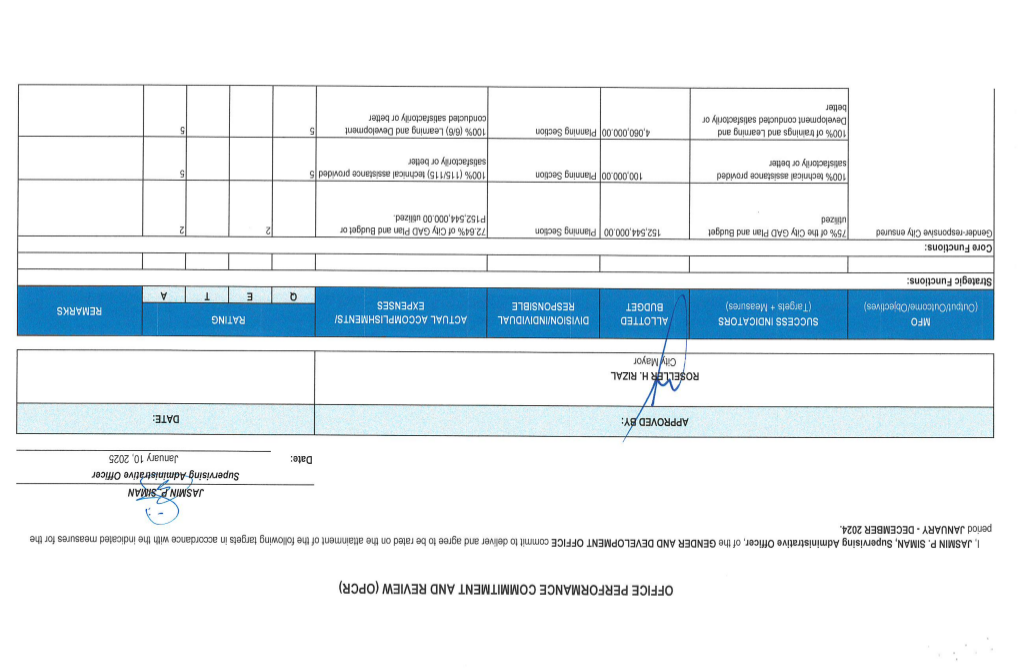 OFFICE PERFORMANCE COMMITMENT AND REVIEW (OPCR)
I, JASMIN P. SIMAN, Supervising Administrative Officer, of the GENDER AND DEVELOPMENT OFFICE commit to deliver and agree to be rated on the attainment of the following targets in accordance with the indicated measures for the
period JANUARY - DECEMBER 2024.
JASMIN P. SIMAN
Supervising Administrative Officer
Date: January 10, 2025
APPROVED BY: DATE:
ROSELLER H. RIZAL
City Mayor
MFO
(Output/Outcome/Objectives)
SUCCESS INDICATORS
(Targets + Measures)
ALLOTTED
BUDGET
DIVISION/INDIVIDUAL
RESPONSIBLE
ACTUAL ACCOMPLISHMENTS/
EXPENSES
RATING
Q E T A
REMARKS
Strategic Functions:
Core Functions:
Gender-responsive City ensured
75% of the City GAD Plan and Budget
utilized
152,544,000.00
Planning Section
72.64% of City GAD Plan and Budget or
P152,544,000.00 utilized.
2 2
100% technical assistance provided
satisfactorily or better
100,000.00
Planning Section
100% (115/115) technical assistance provided
satisfactorily or better
5 5
100% of trainings and Learning and
Development conducted satisfactorily or
better
4,060,000.00
Planning Section
100% (6/6) Learning and Development
conducted satisfactorily or better
5 5